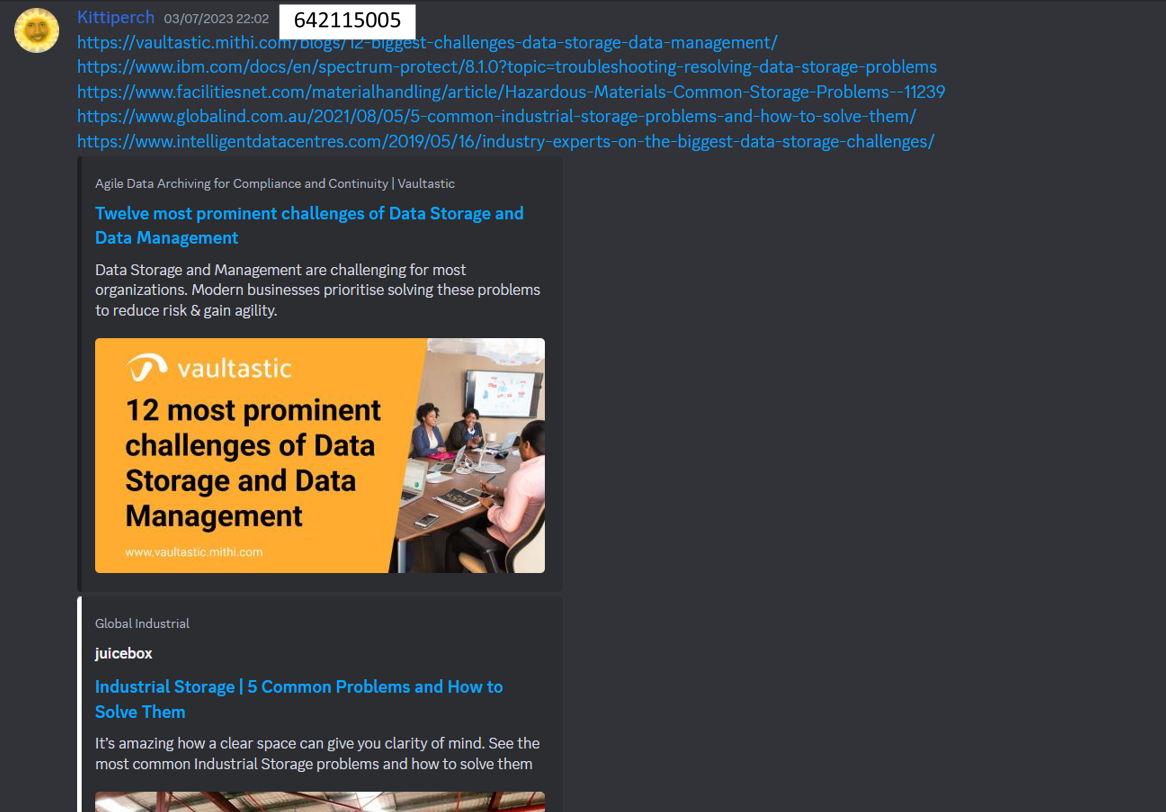 Kittiperch 03/07/2023 22:02 642115005
https://vaultastic.mithi.com/blogs/12-biggest-challenges-data-storage-data-management/
https://www.ibm.com/docs/en/spectrum-protect/8.1.0?topic=troubleshooting-resolving-data-storage-problems
https://www.facilitiesnet.com/materialhandling/article/Hazardous-Materials-Common-Storage-Problems--11239
https://www.globalind.com.au/2021/08/05/5-common-industrial-storage-problems-and-how-to-solve-them/
https://www.intelligentdatacentres.com/2019/05/16/industry-experts-on-the-biggest-data-storage-challenges/
Agile Data Archiving for Compliance and Continuity | Vaultastic
Twelve most prominent challenges of Data Storage and
Data Management
Data Storage and Management are challenging for most
organizations. Modern businesses prioritise solving these problems
to reduce risk & gain agility.
vaultastic
12 most prominent
challenges of Data
Storage and Data
Management
www.vaultastic.mithi.com
Global Industrial
juicebox
Industrial Storage | 5 Common Problems and How to
Solve Them
It's amazing how a clear space can give you clarity of mind. See the
most common Industrial Storage problems and how to solve them